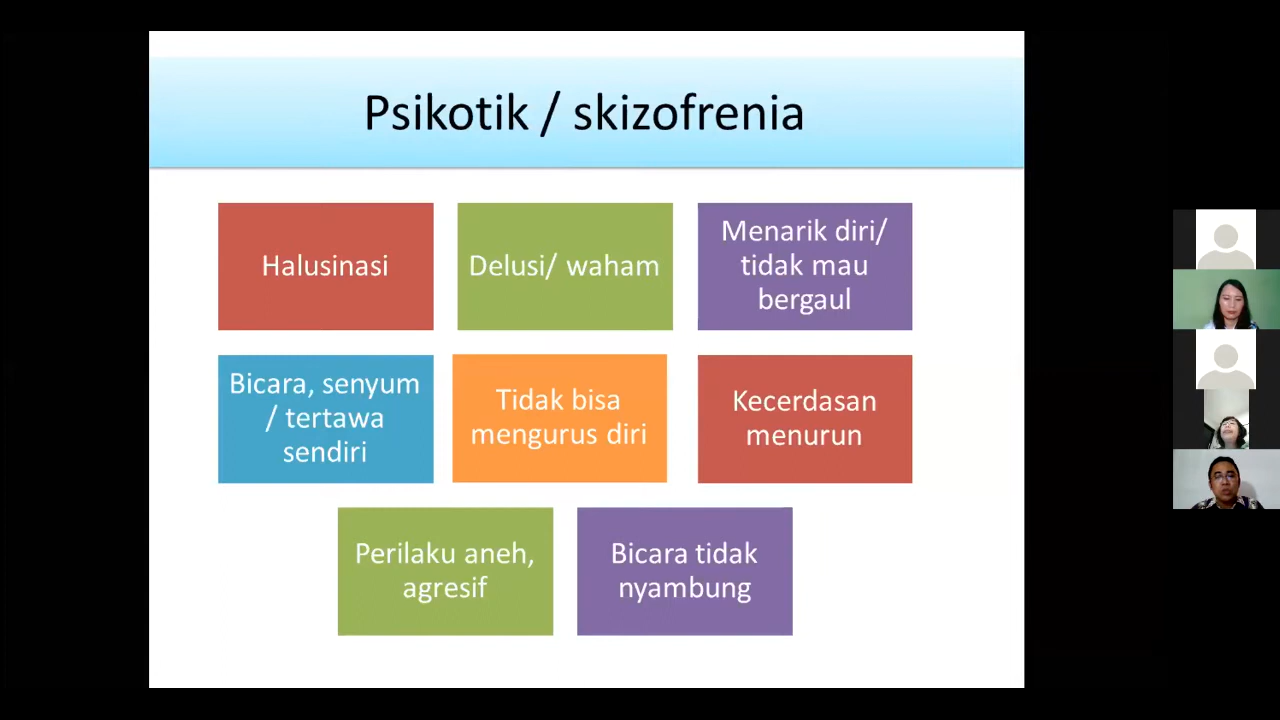 Psikotik / skizofrenia
Halusinasi
Delusi/ waham
Menarik diri/
tidak mau
bergaul
Bicara, senyum
/ tertawa
sendiri
Tidak bisa
mengurus diri
Kecerdasan
menurun
Perilaku aneh,
agresif
Bicara tidak
nyambung